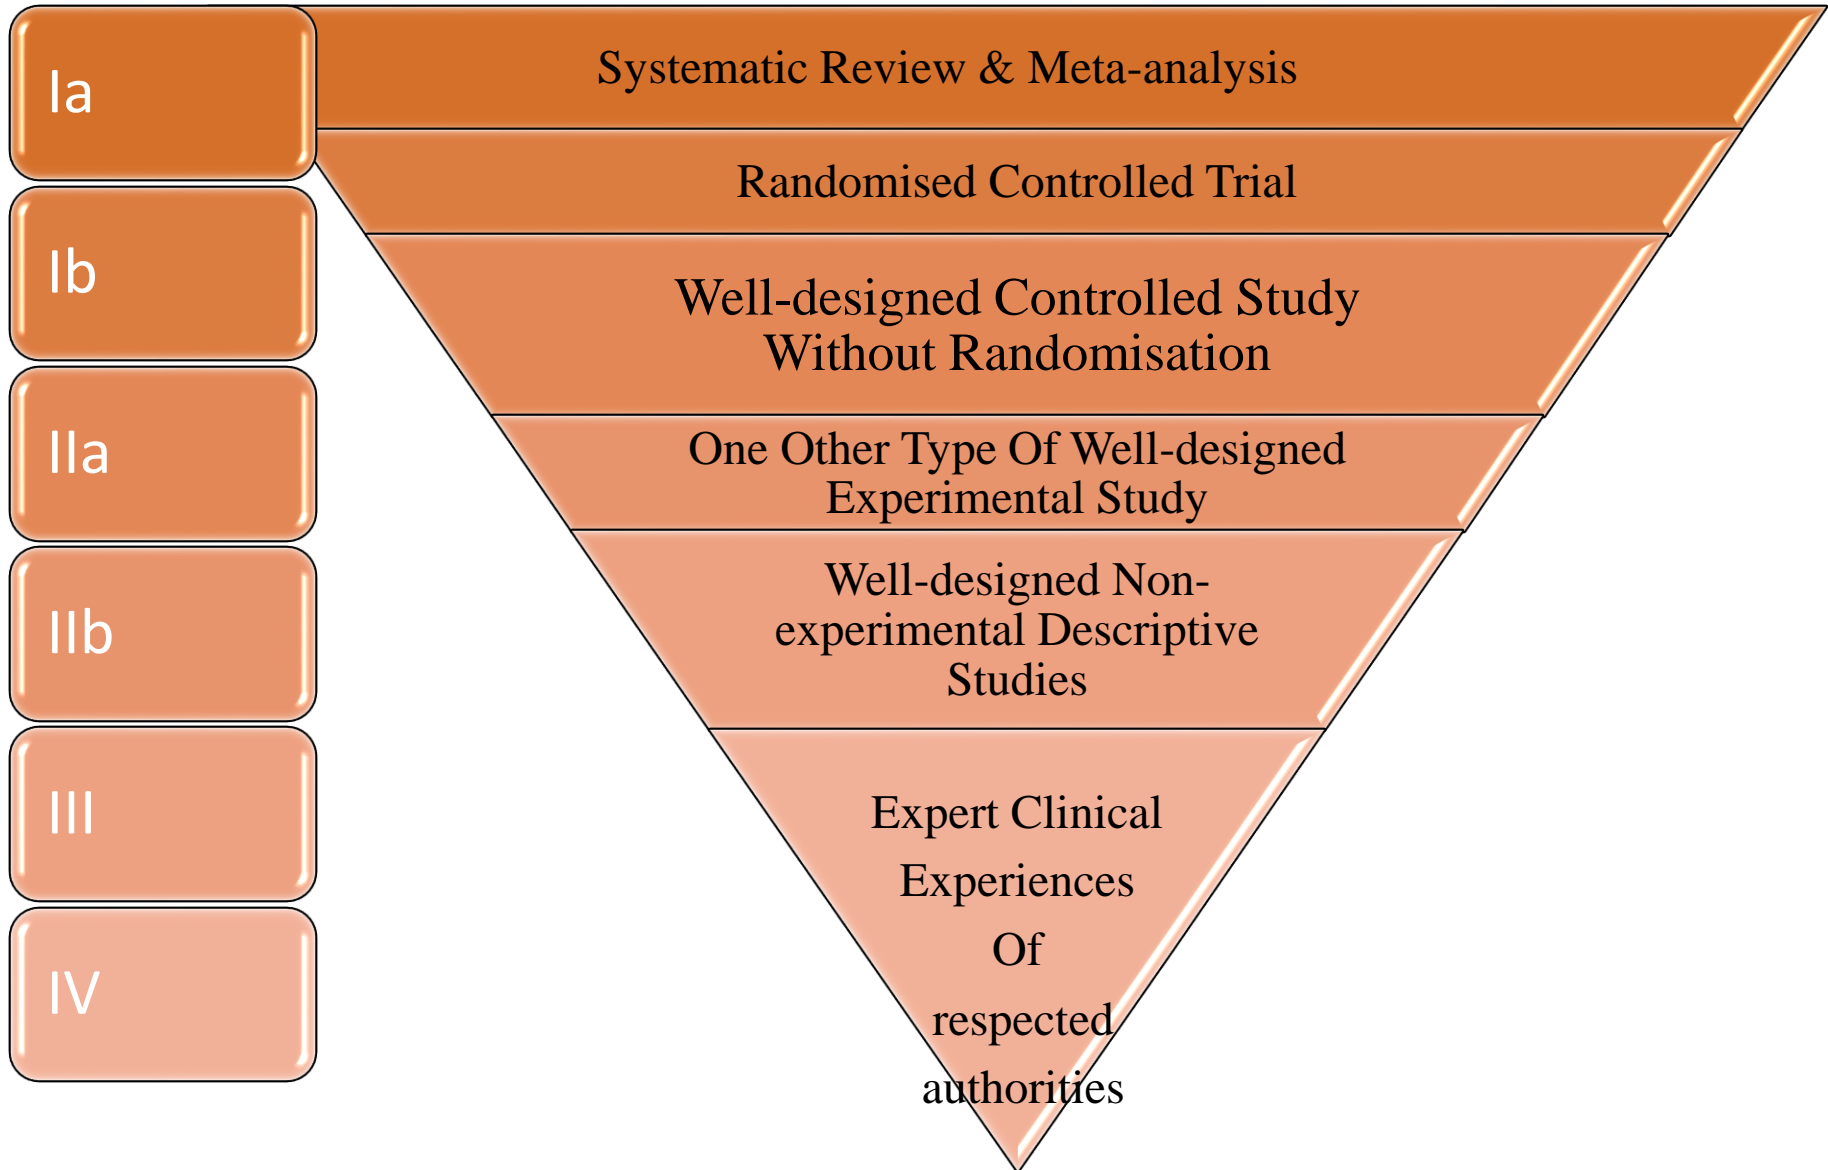 Ia
Systematic Review & Meta-analysis
Randomised Controlled Trial
Ib
Well-designed Controlled Study
Without Randomisation
IIa
One Other Type Of Well-designed
Experimental Study
IIb
Well-designed Non-
experimental Descriptive
Studies
III
Expert Clinical
Experiences
Of
respected
authorities
IV